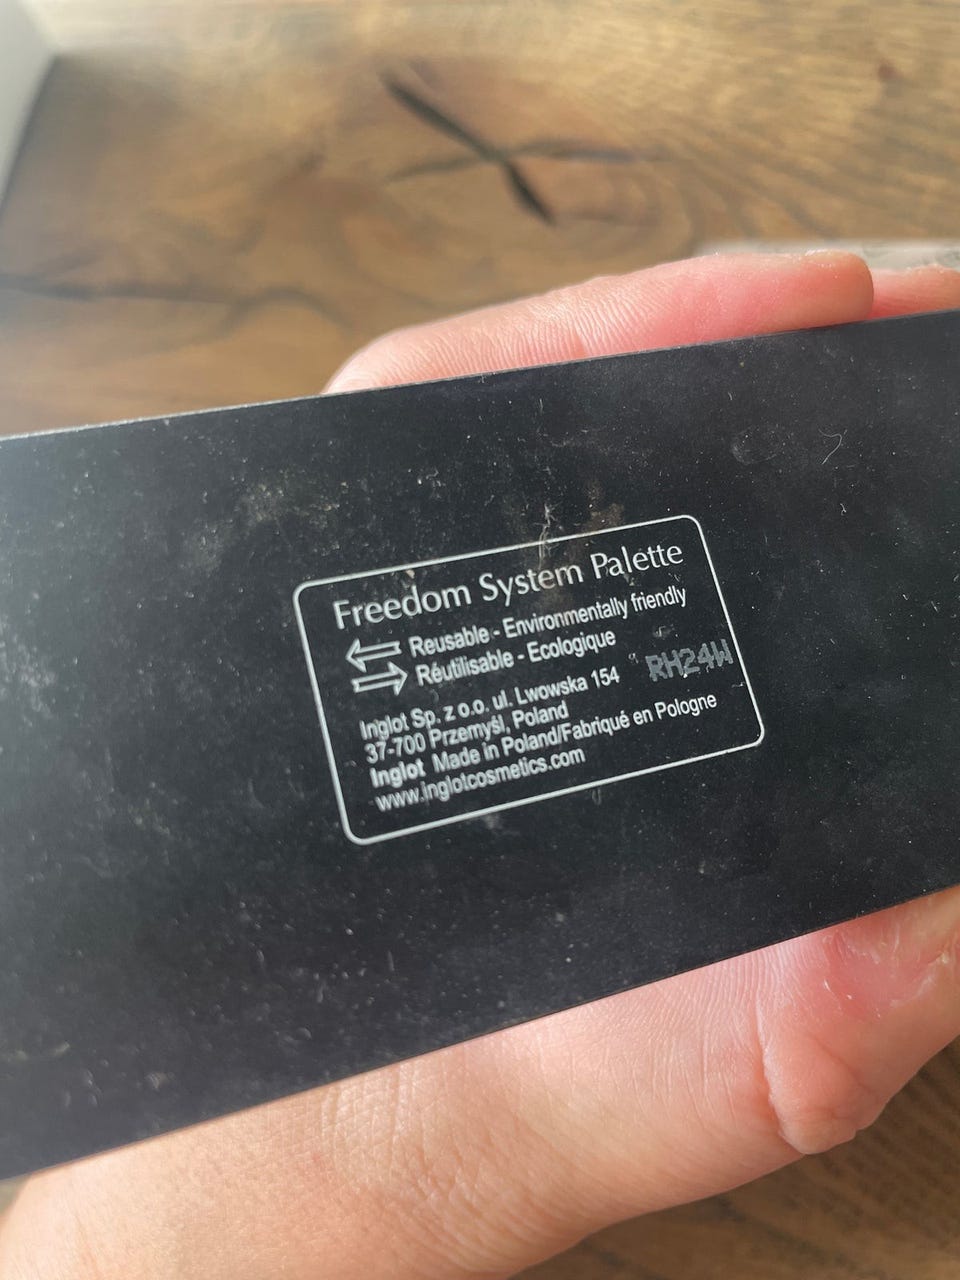 Freedom System Palette
Reusable - Environmentally friendly
Réutilisable - Ecologique
RH24W
Inglot Sp. z o.o. ul. Lwowska 154
37-700 Przemyśl, Poland
Inglot Made in Poland/Fabriqué en Pologne
www.inglotcosmetics.com